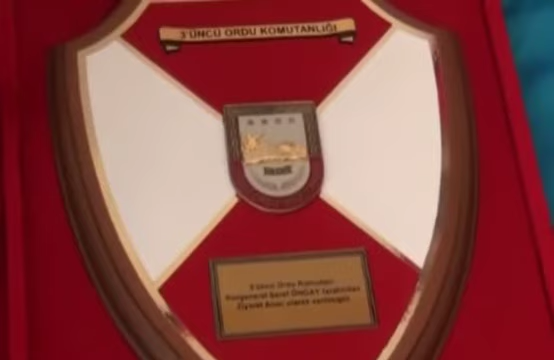 3'ÜNCÜ ORDU KOMUTANLIĞI
3'üncü Ordu Komutanı
Korgeneral Şeref ÖNGAY tarafından
Ziyaret Anısı olarak verilmiştir.